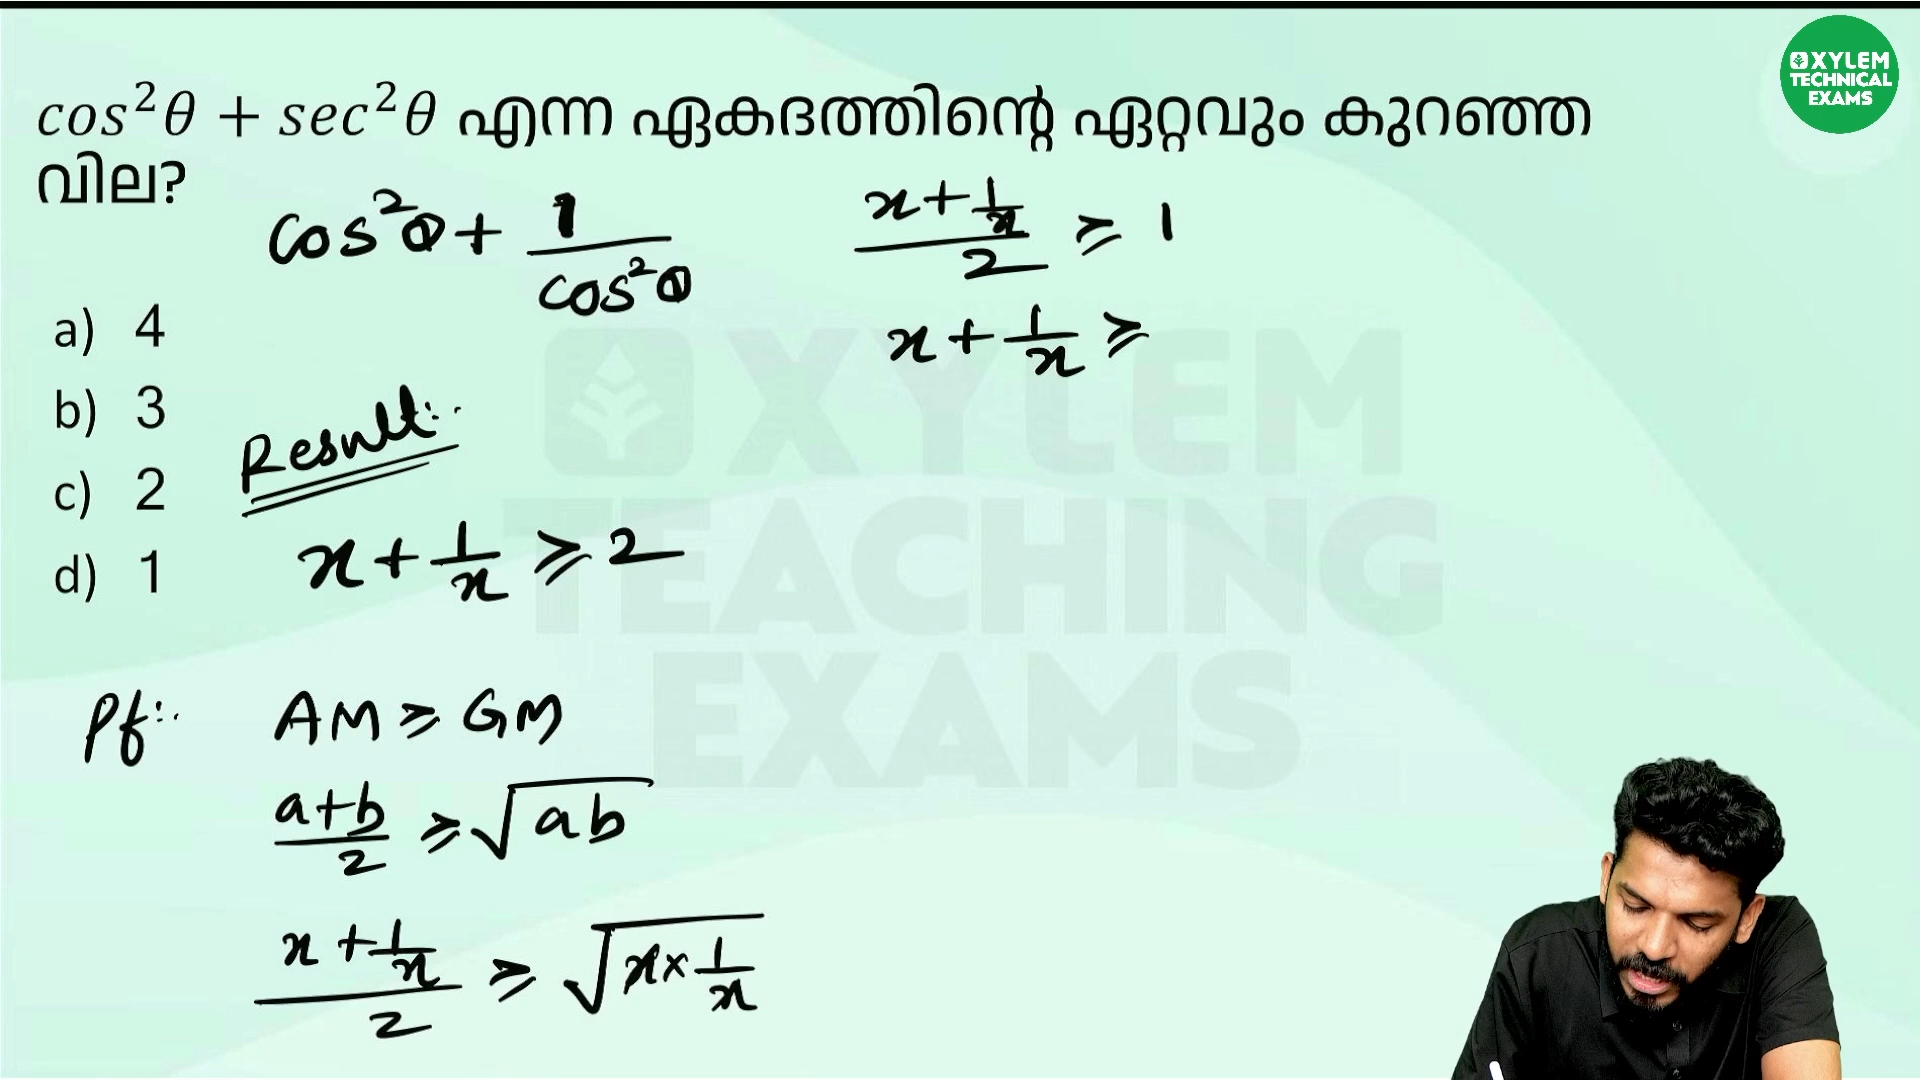 cos²θ + sec²θ എന്ന ഏകദത്തിന്റെ ഏറ്റവും കുറഞ്ഞ
വില?
cos²θ + 1/cos²θ
a) 4
b) 3
c) 2
d) 1
Result:-
x + 1/x ≥ 2
Pf:-
AM ≥ GM
(a+b)/2 ≥ √ab
(x + 1/x)/2 ≥ √(x × 1/x)
(x + 1/x)/2 ≥ 1
x + 1/x ≥
XYLEM
TECHNICAL
EXAMS
XYLEM
TEACHING
EXAMS